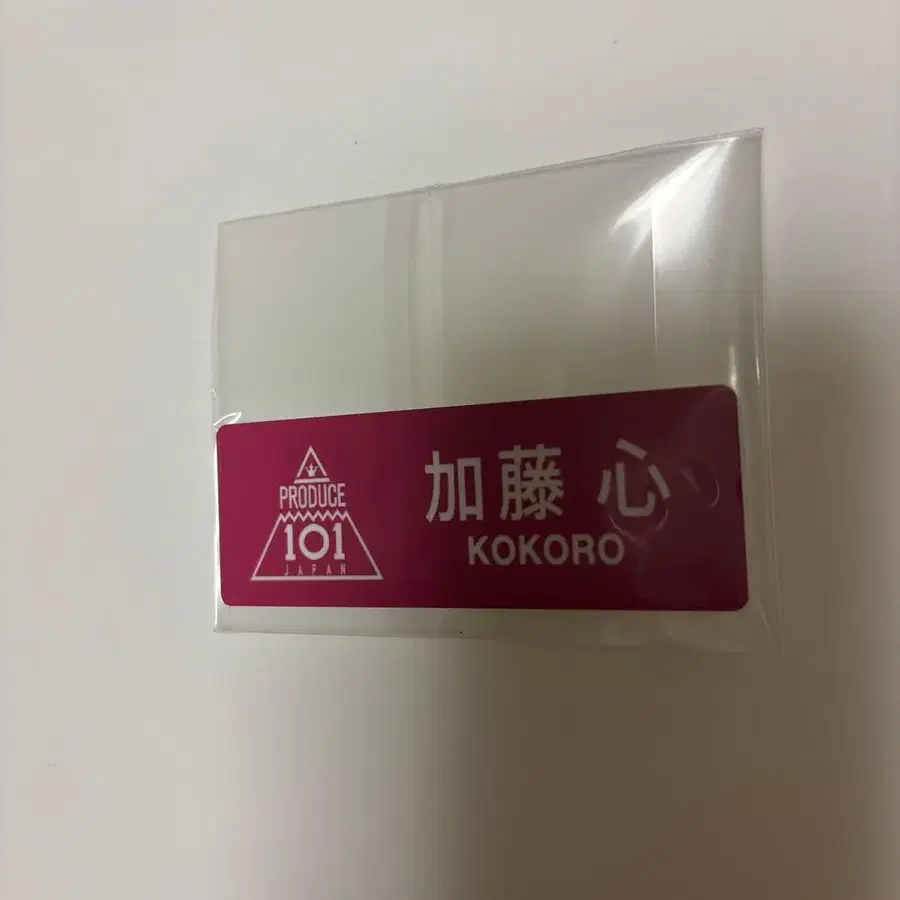 PRODUCE
101
JAPAN
加藤 心
KOKORO